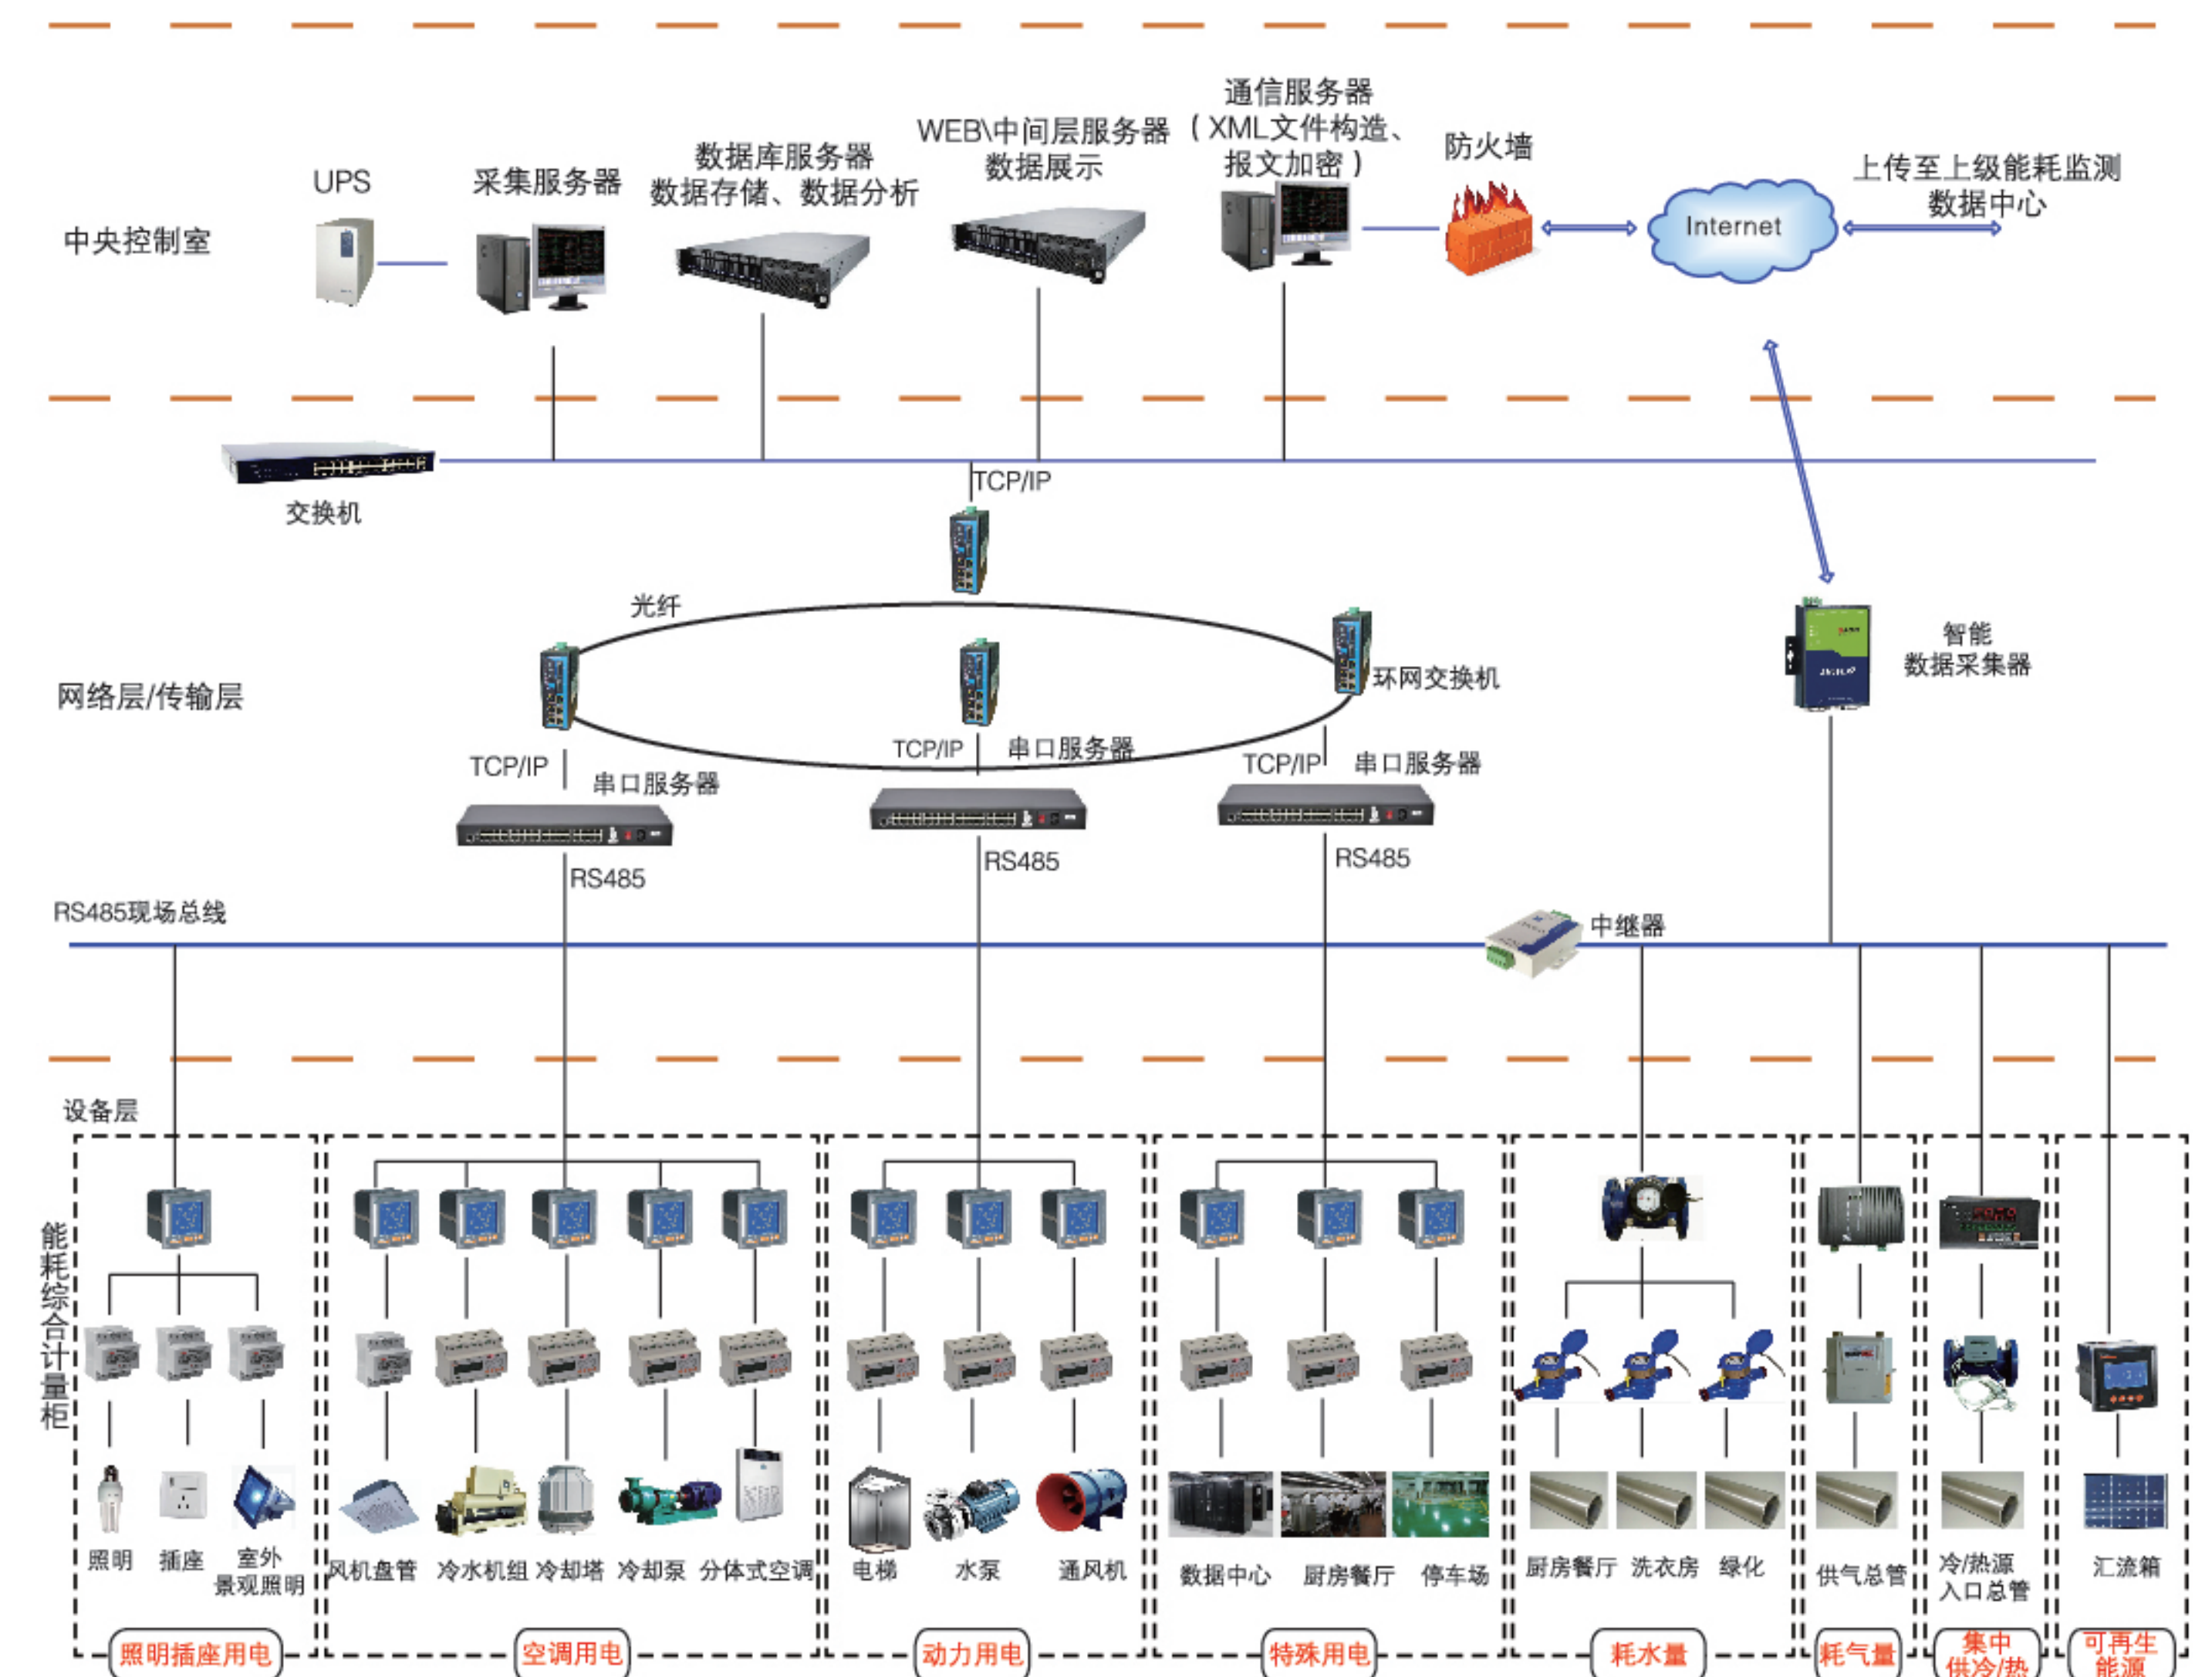 通信服务器
WEB\中间层服务器
(XML文件构造、
数据库服务器
数据展示
报文加密)
防火墙
UPS
采集服务器
数据存储、数据分析
上传至上级能耗监测
数据中心
中央控制室
Internet
TCP/IP
交换机
光纤
智能
数据采集器
网络层/传输层
环网交换机
TCP/IP
串口服务器
TCP/IP
串口服务器
TCP/IP
串口服务器
RS485
RS485
RS485
RS485现场总线
中继器
设备层
能耗综合计量柜
照明
插座
室外
景观照明
风机盘管
冷水机组
冷却塔
冷却泵
分体式空调
电梯
水泵
通风机
数据中心
厨房餐厅
停车场
厨房餐厅
洗衣房
绿化
供气总管
冷/热源
入口总管
汇流箱
照明插座用电
空调用电
动力用电
特殊用电
耗水量
耗气量
集中
供冷/热
可再生
能源